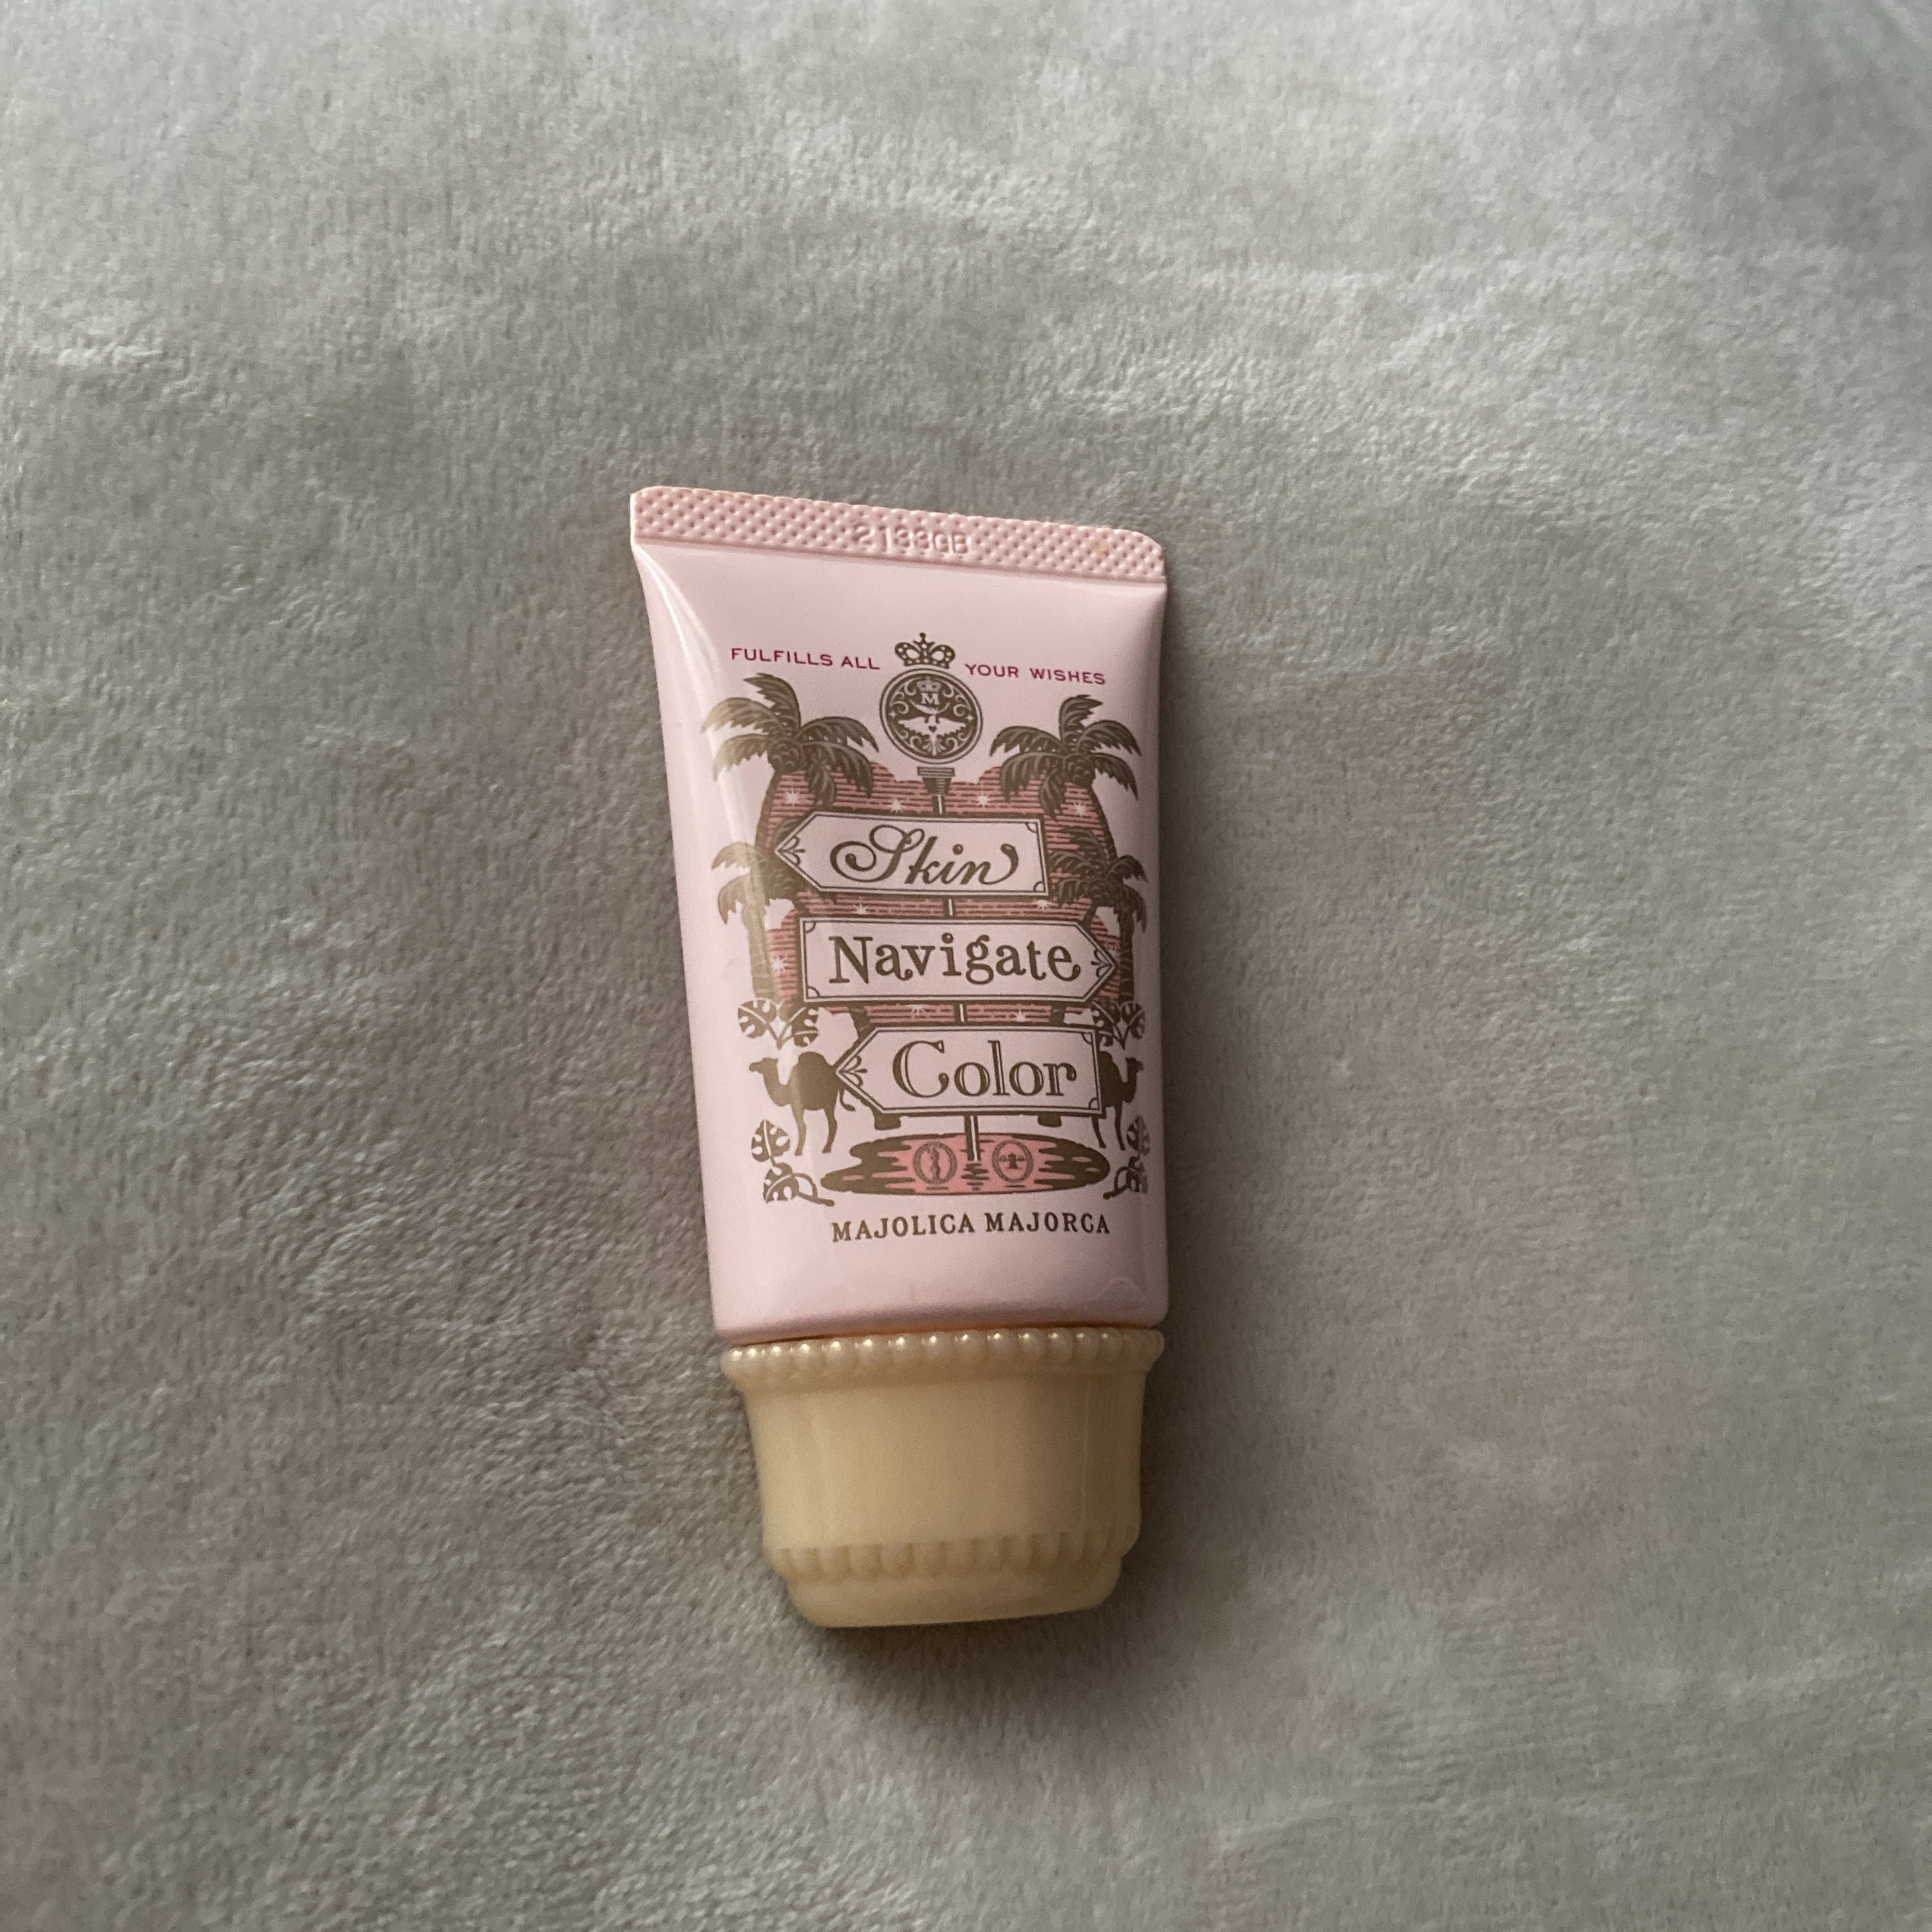 2133GB
FULFILLS ALL YOUR WISHES
M
Skin
Navigate
Color
MAJOLICA MAJORCA